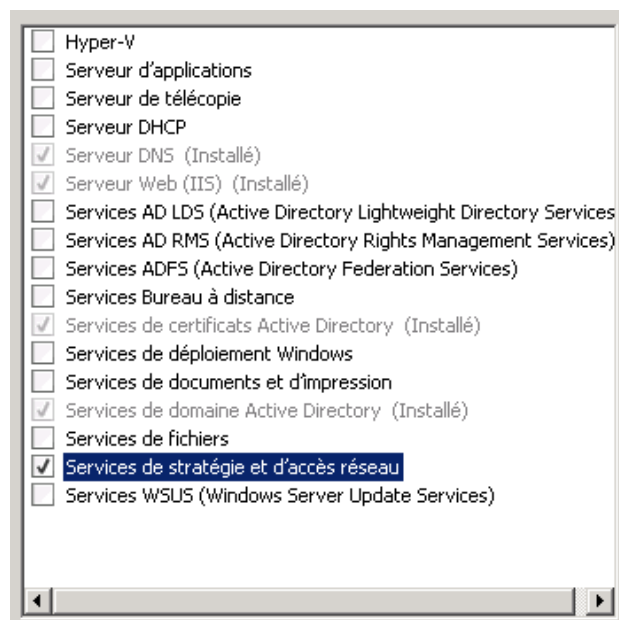 Hyper-V
Serveur d'applications
Serveur de télécopie
Serveur DHCP
Serveur DNS (Installé)
Serveur Web (IIS) (Installé)
Services AD LDS (Active Directory Lightweight Directory Services
Services AD RMS (Active Directory Rights Management Services)
Services ADFS (Active Directory Federation Services)
Services Bureau à distance
Services de certificats Active Directory (Installé)
Services de déploiement Windows
Services de documents et d'impression
Services de domaine Active Directory (Installé)
Services de fichiers
Services de stratégie et d'accès réseau
Services WSUS (Windows Server Update Services)